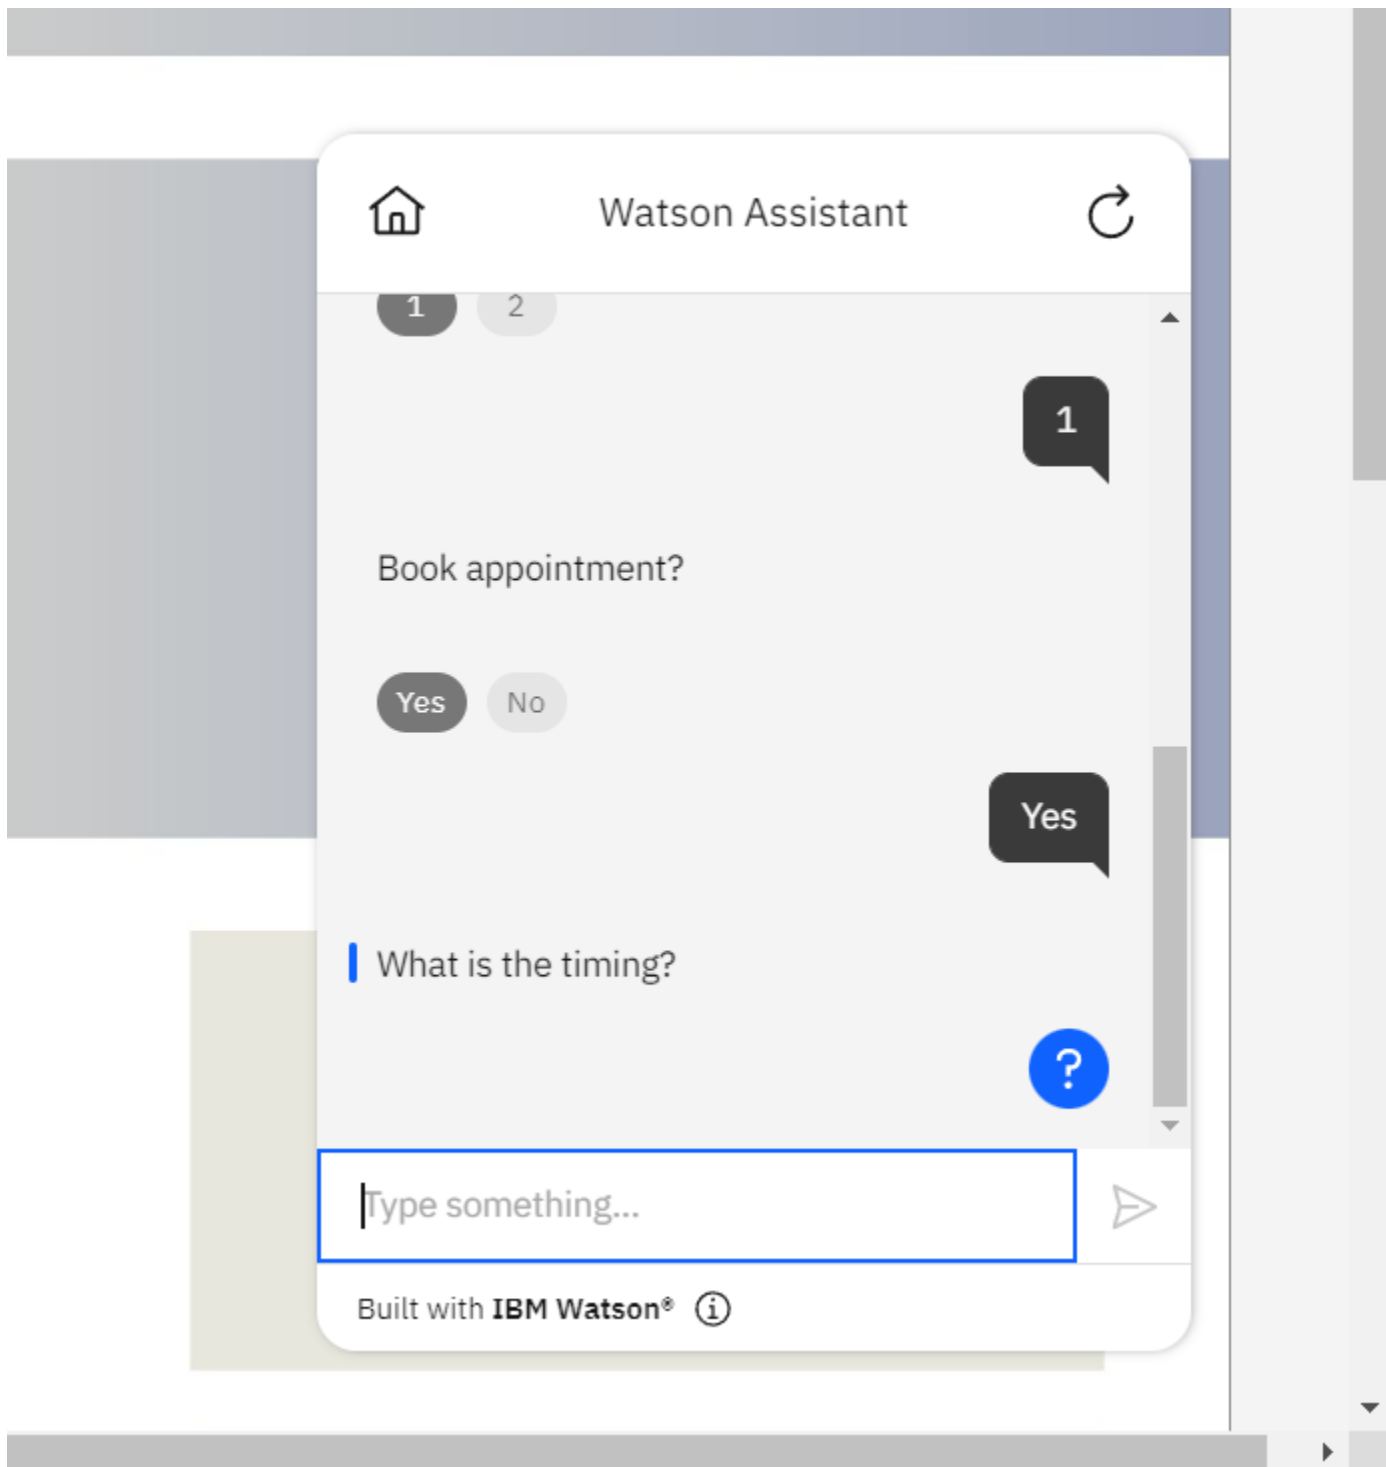 Watson Assistant
1 2
1
Book appointment?
Yes No
Yes
What is the timing?
?
Type something...
Built with IBM Watson®